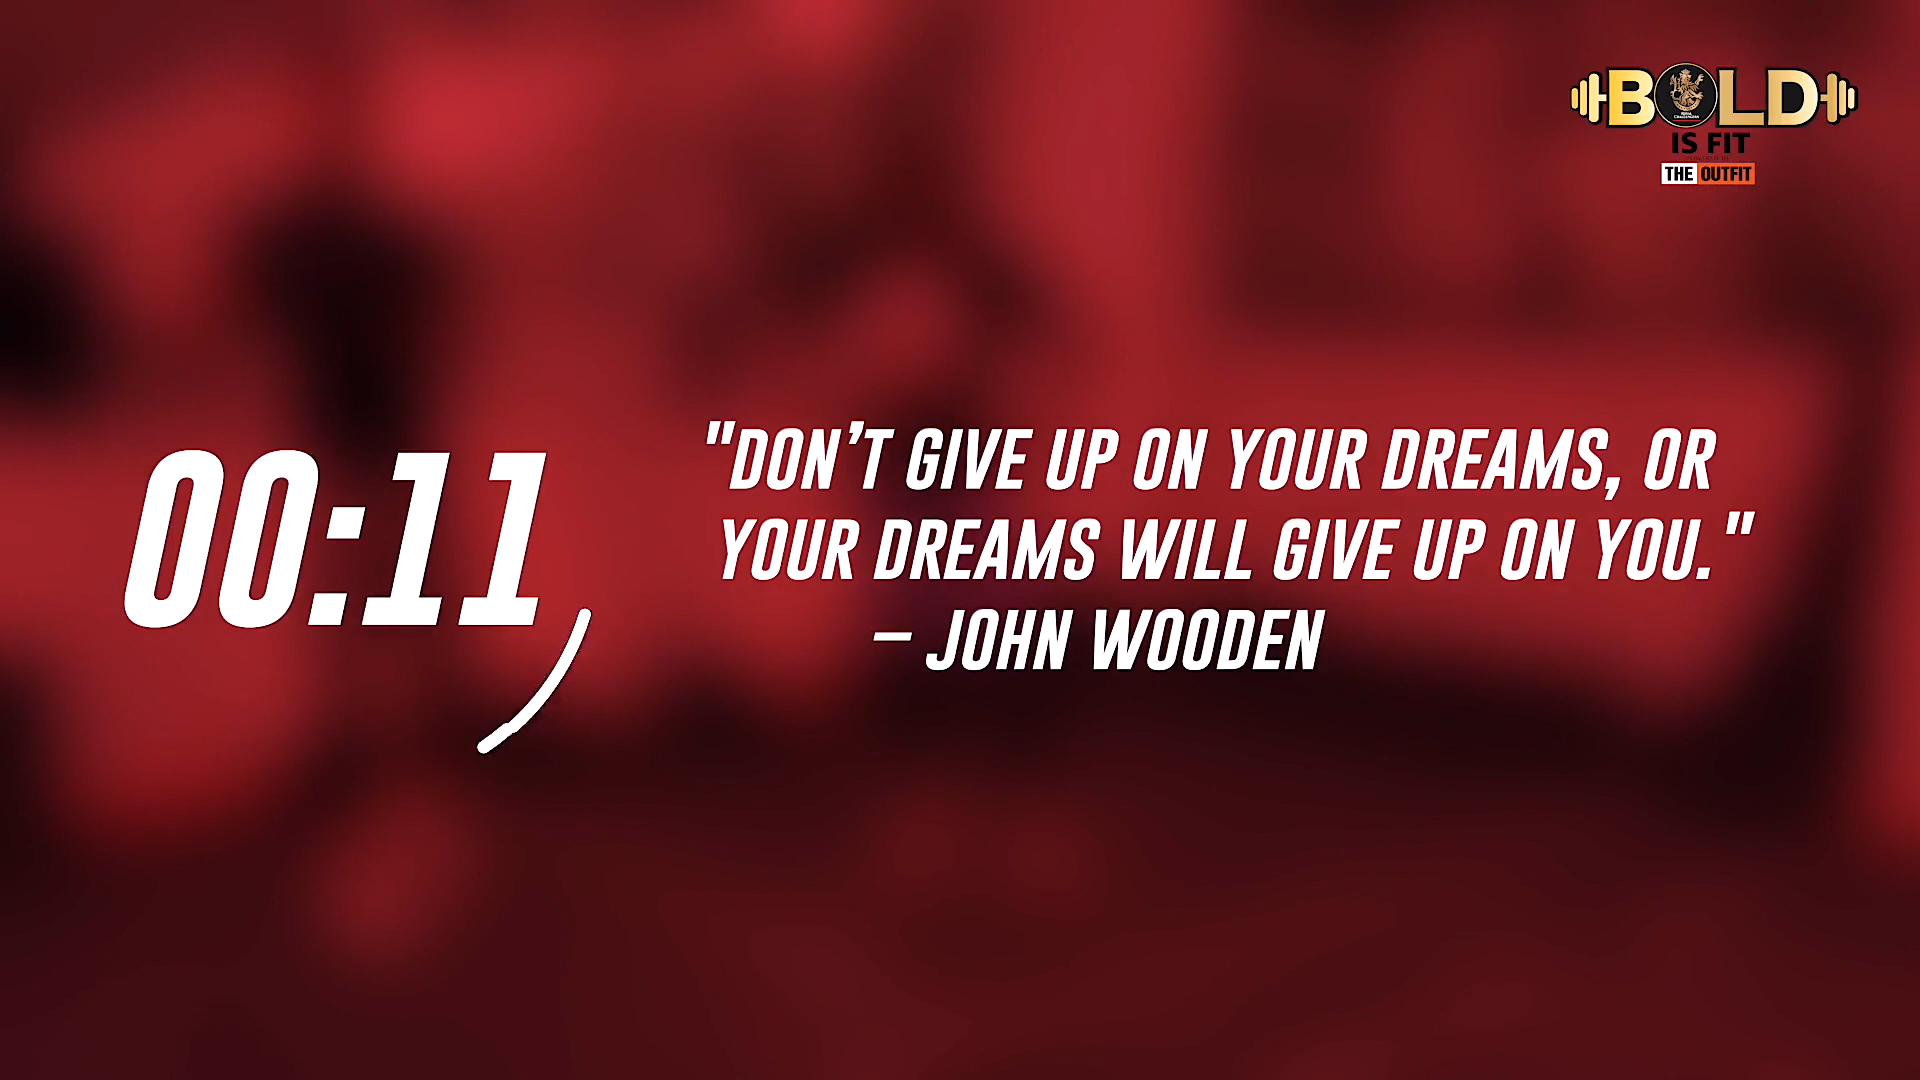 BOLD
IS FIT
THE OUTFIT
00:11
"DON'T GIVE UP ON YOUR DREAMS, OR
YOUR DREAMS WILL GIVE UP ON YOU."
– JOHN WOODEN